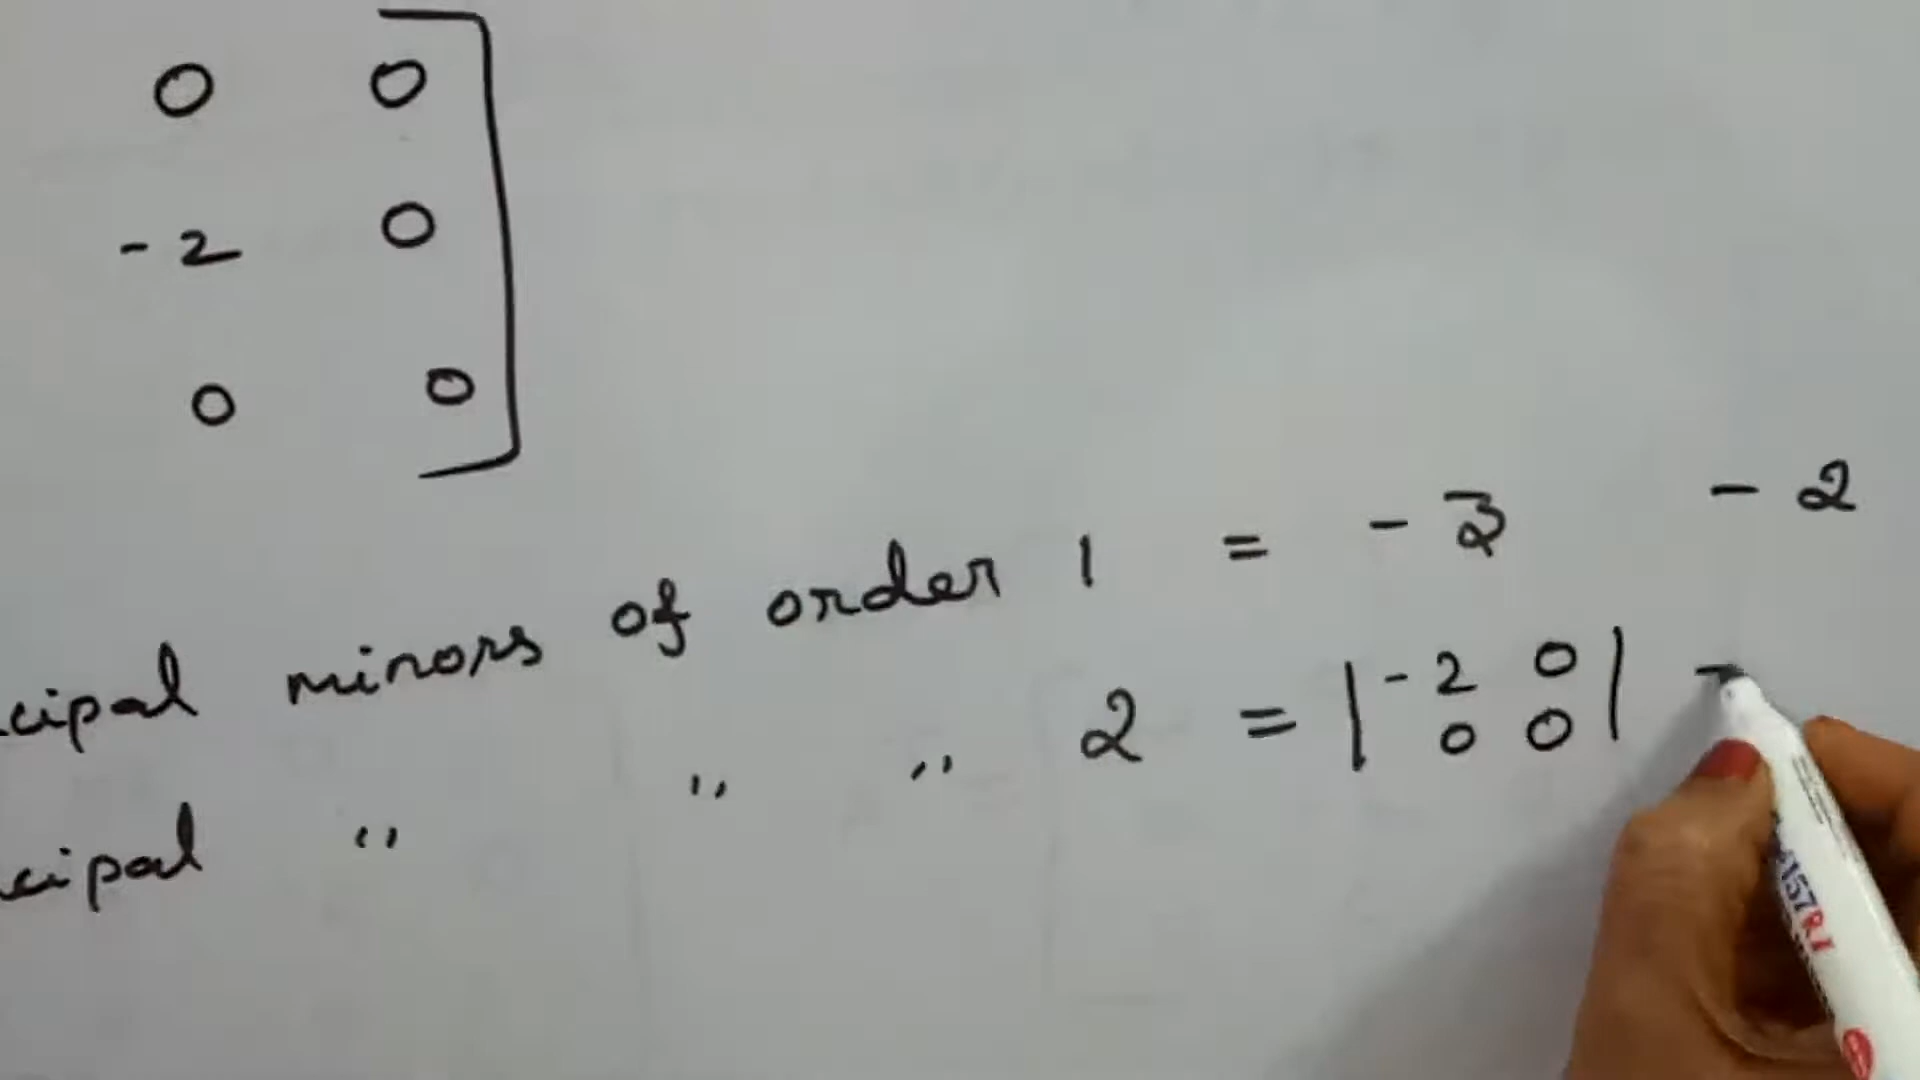 0 0
-2 0
0 0
cipal minors of order 1 = -2 -2
cipal " " " 2 = | -2 0 | =
0 0